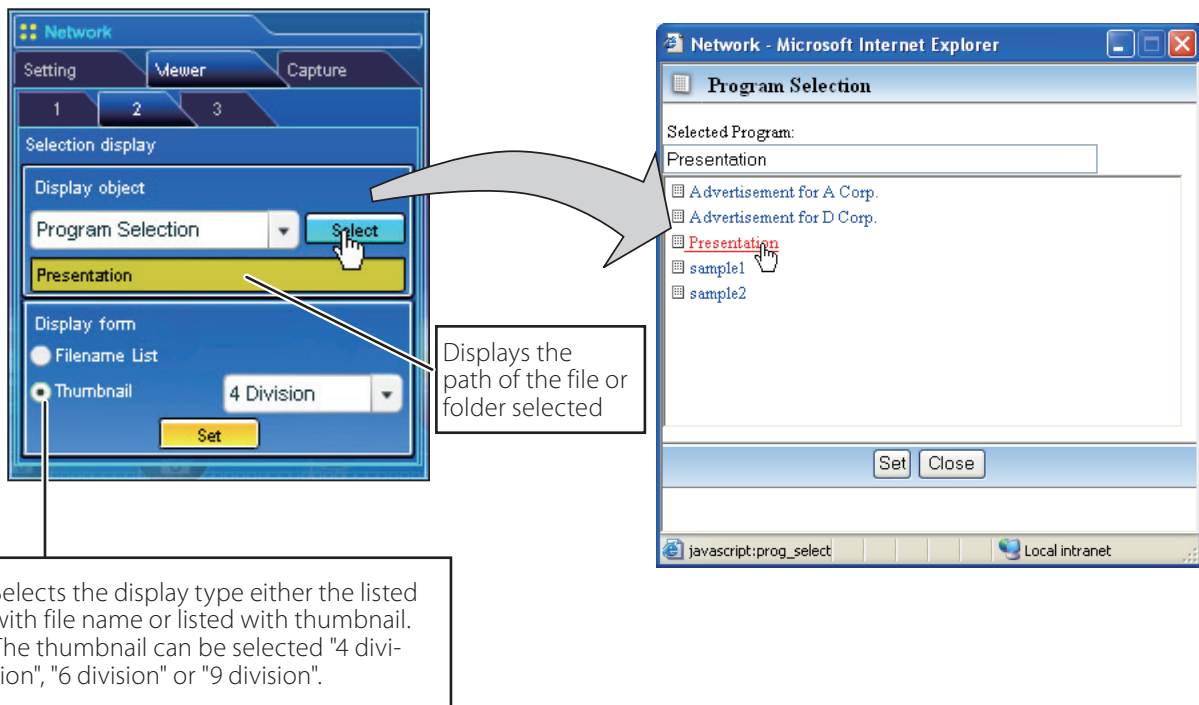 Network
Setting Viewer Capture
1 2 3
Selection display
Display object
Program Selection Select
Presentation
Display form
Filename List
Thumbnail 4 Division
Set
Displays the
path of the file or
folder selected
Selects the display type either the listed
with file name or listed with thumbnail.
The thumbnail can be selected "4 divi-
sion", "6 division" or "9 division".
Network - Microsoft Internet Explorer
Program Selection
Selected Program:
Presentation
Advertisement for A Corp.
Advertisement for D Corp.
Presentation
sample1
sample2
Set Close
javascript:prog_select Local intranet